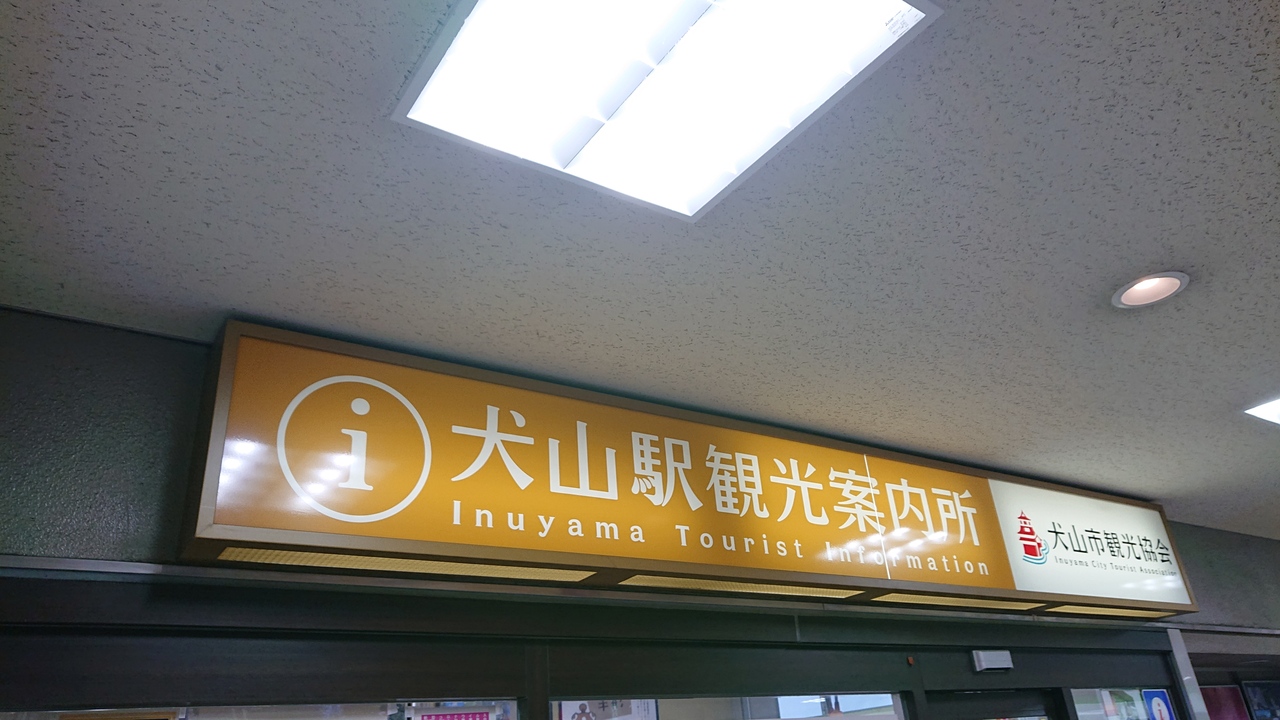 i
犬山駅観光案内所
Inuyama Tourist Information
犬山市観光協会
Inuyama City Tourist Association